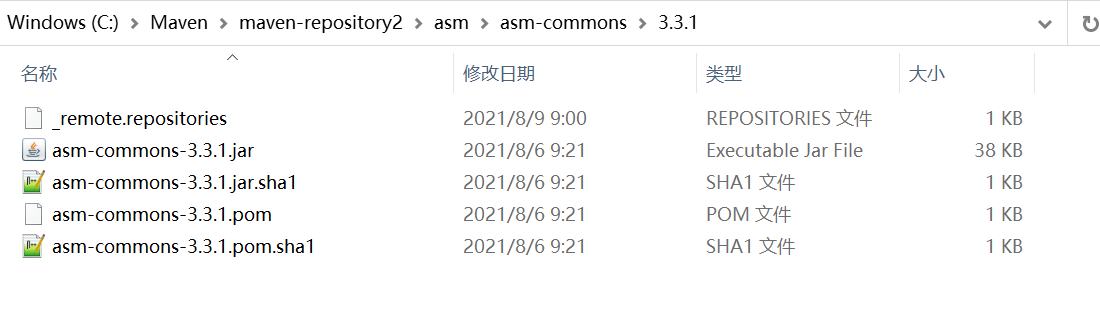 Windows (C:) > Maven > maven-repository2 > asm > asm-commons > 3.3.1
名称 修改日期 类型 大小
_remote.repositories 2021/8/9 9:00 REPOSITORIES 文件 1 KB
asm-commons-3.3.1.jar 2021/8/6 9:21 Executable Jar File 38 KB
asm-commons-3.3.1.jar.sha1 2021/8/6 9:21 SHA1 文件 1 KB
asm-commons-3.3.1.pom 2021/8/6 9:21 POM 文件 1 KB
asm-commons-3.3.1.pom.sha1 2021/8/6 9:21 SHA1 文件 1 KB